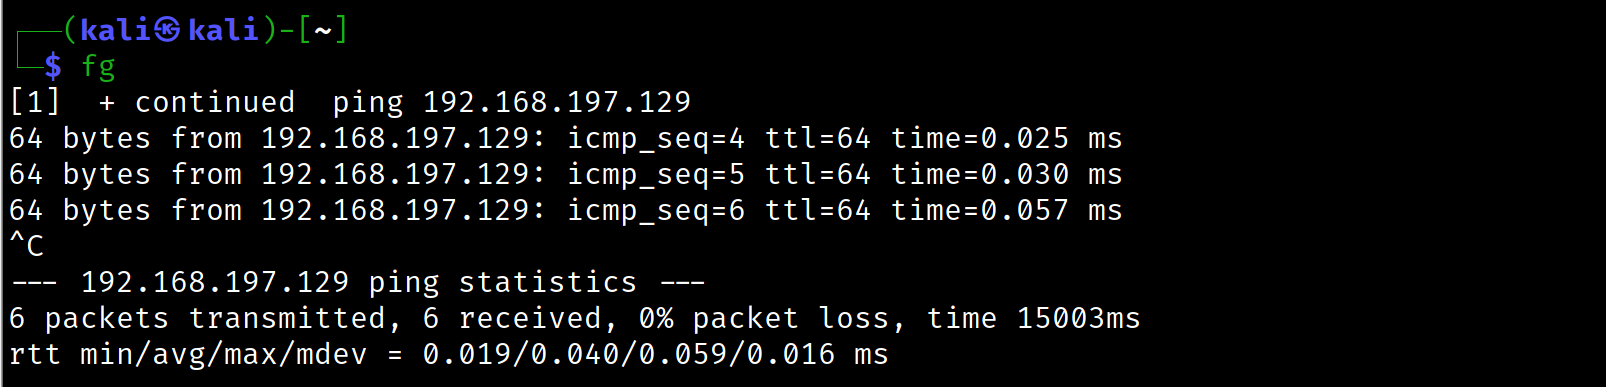 ┌──(kali㉿kali)-[~]
└─$ fg
[1]  + continued  ping 192.168.197.129
64 bytes from 192.168.197.129: icmp_seq=4 ttl=64 time=0.025 ms
64 bytes from 192.168.197.129: icmp_seq=5 ttl=64 time=0.030 ms
64 bytes from 192.168.197.129: icmp_seq=6 ttl=64 time=0.057 ms
^C
--- 192.168.197.129 ping statistics ---
6 packets transmitted, 6 received, 0% packet loss, time 15003ms
rtt min/avg/max/mdev = 0.019/0.040/0.059/0.016 ms